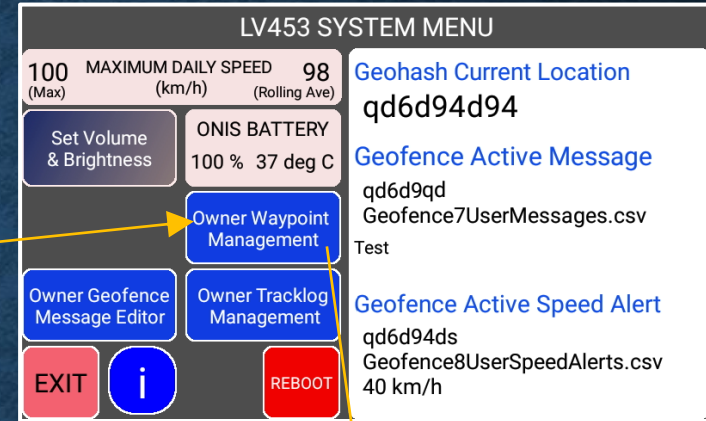 LV453 SYSTEM MENU
100 MAXIMUM DAILY SPEED 98
(Max) (km/h) (Rolling Ave)
Set Volume
& Brightness
ONIS BATTERY
100 % 37 deg C
Owner Waypoint
Management
Owner Geofence
Message Editor
Owner Tracklog
Management
EXIT
i
REBOOT
Geohash Current Location
qd6d94d94
Geofence Active Message
qd6d9qd
Geofence7UserMessages.csv
Test
Geofence Active Speed Alert
qd6d94ds
Geofence8UserSpeedAlerts.csv
40 km/h